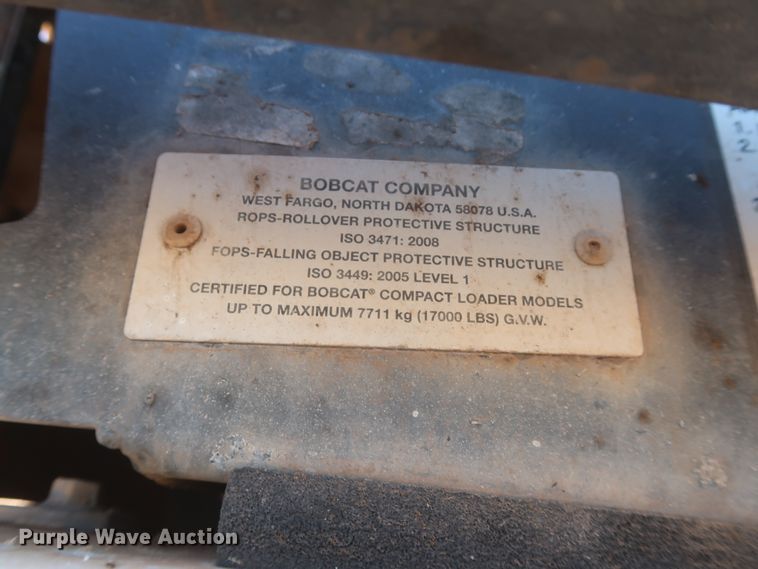 BOBCAT COMPANY
WEST FARGO, NORTH DAKOTA 58078 U.S.A.
ROPS-ROLLOVER PROTECTIVE STRUCTURE
ISO 3471: 2008
FOPS-FALLING OBJECT PROTECTIVE STRUCTURE
ISO 3449: 2005 LEVEL 1
CERTIFIED FOR BOBCAT® COMPACT LOADER MODELS
UP TO MAXIMUM 7711 kg (17000 LBS) G.V.W.
Purple Wave Auction